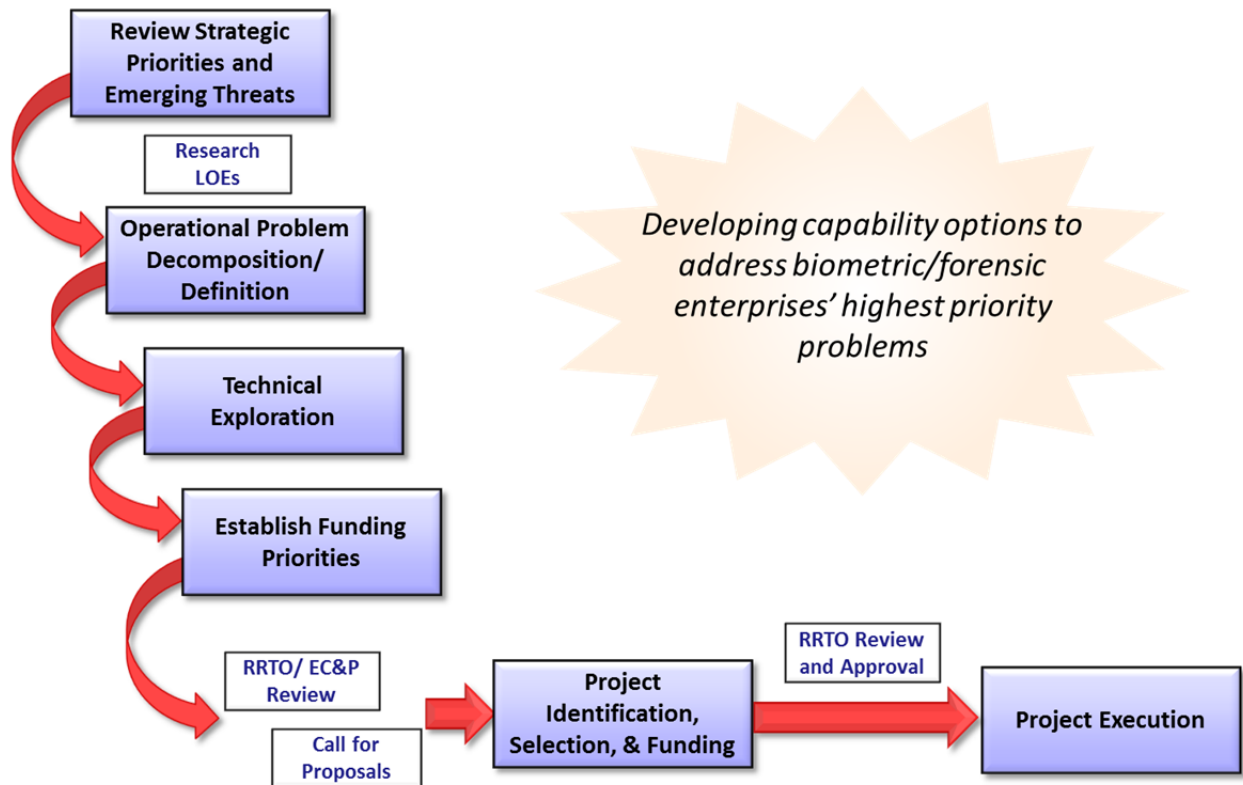 Review Strategic
Priorities and
Emerging Threats
Research
LOEs
Operational Problem
Decomposition/
Definition
Technical
Exploration
Establish Funding
Priorities
Developing capability options to
address biometric/forensic
enterprises’ highest priority
problems
RRTO/ EC&P
Review
Call for
Proposals
Project
Identification,
Selection, & Funding
RRTO Review
and Approval
Project Execution